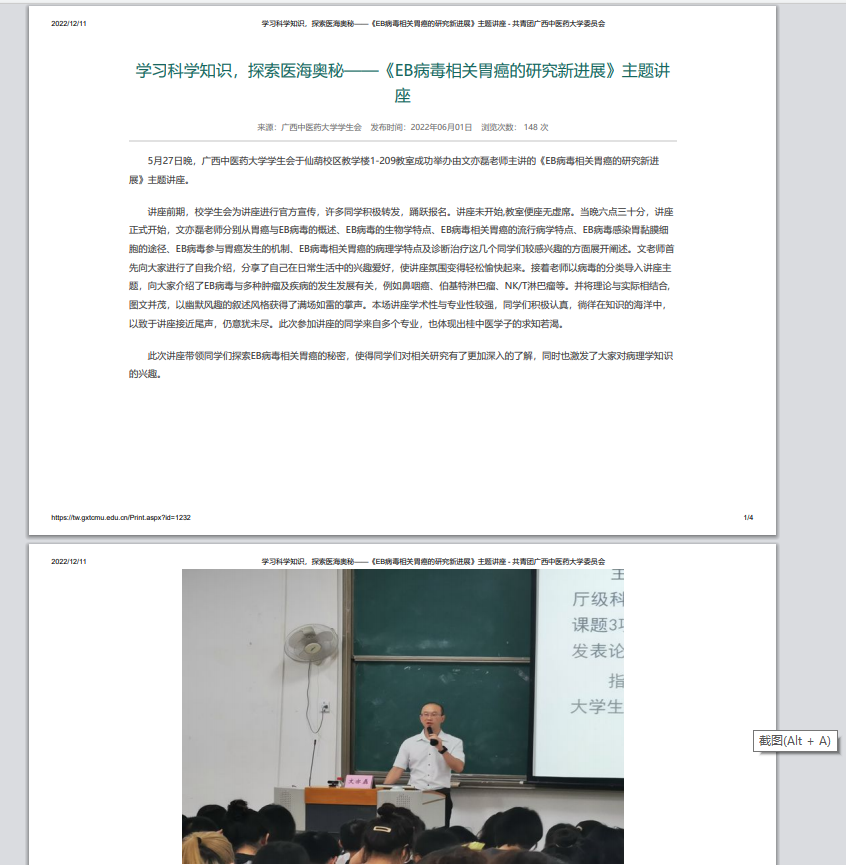 2022/12/11 学习科学知识，探索医海奥秘——《EB病毒相关胃癌的研究新进展》主题讲座 - 共青团广西中医药大学委员会
学习科学知识，探索医海奥秘——《EB病毒相关胃癌的研究新进展》主题讲
座
来源：广西中医药大学学生会 发布时间：2022年06月01日 浏览次数： 148 次
5月27日晚，广西中医药大学学生会于仙葫校区教学楼1-209教室成功举办由文亦磊老师主讲的《EB病毒相关胃癌的研究新进
展》主题讲座。
讲座前期，校学生会为讲座进行官方宣传，许多同学积极转发，踊跃报名。讲座未开始,教室便座无虚席。当晚六点三十分，讲座
正式开始，文亦磊老师分别从胃癌与EB病毒的概述、EB病毒的生物学特点、EB病毒相关胃癌的流行病学特点、EB病毒感染胃黏膜细
胞的途径、EB病毒参与胃癌发生的机制、EB病毒相关胃癌的病理学特点及诊断治疗这几个同学们较感兴趣的方面展开阐述。文老师首
先向大家进行了自我介绍，分享了自己在日常生活中的兴趣爱好，使讲座氛围变得轻松愉快起来。接着老师以病毒的分类导入讲座主
题，向大家介绍了EB病毒与多种肿瘤及疾病的发生发展有关，例如鼻咽癌、伯基特淋巴瘤、NK/T淋巴瘤等。并将理论与实际相结合,
图文并茂，以幽默风趣的叙述风格获得了满场如雷的掌声。本场讲座学术性与专业性较强，同学们积极认真，徜徉在知识的海洋中，
以致于讲座接近尾声，仍意犹未尽。此次参加讲座的同学来自多个专业，也体现出桂中医学子的求知若渴。
此次讲座带领同学们探索EB病毒相关胃癌的秘密，使得同学们对相关研究有了更加深入的了解，同时也激发了大家对病理学知识
的兴趣。
https://tw.gxtcmu.edu.cn/Print.aspx?id=1232 1/4
2022/12/11 学习科学知识，探索医海奥秘——《EB病毒相关胃癌的研究新进展》主题讲座 - 共青团广西中医药大学委员会
厅级科
课题3项
发表论
指
大学生
文亦磊
截图(Alt + A)